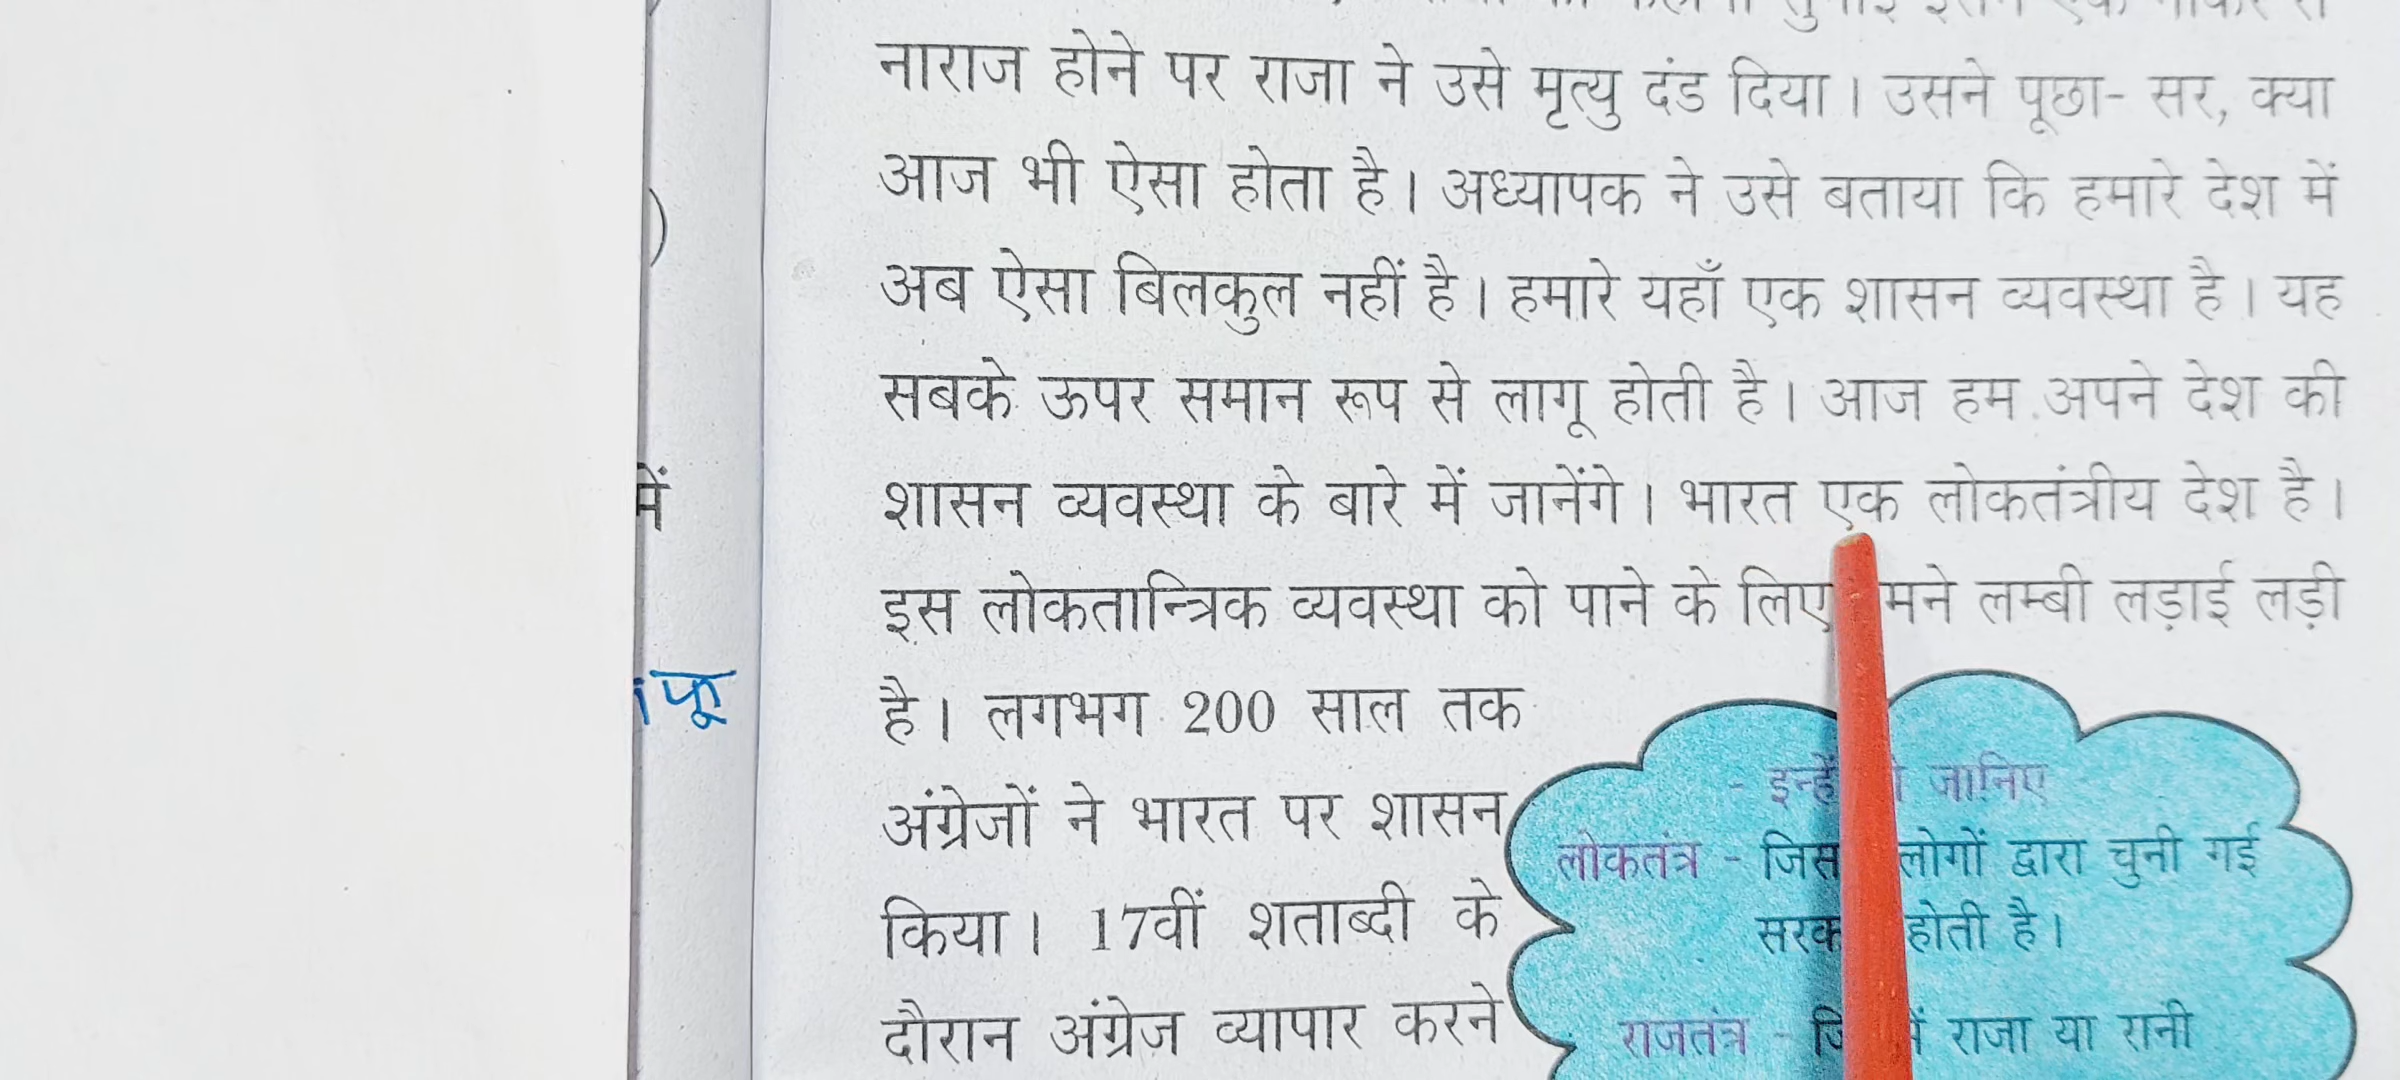 नाराज होने पर राजा ने उसे मृत्यु दंड दिया। उसने पूछा- सर, क्या
आज भी ऐसा होता है। अध्यापक ने उसे बताया कि हमारे देश में
अब ऐसा बिलकुल नहीं है। हमारे यहाँ एक शासन व्यवस्था है। यह
सबके ऊपर समान रूप से लागू होती है। आज हम अपने देश की
शासन व्यवस्था के बारे में जानेंगे। भारत एक लोकतंत्रीय देश है।
इस लोकतान्त्रिक व्यवस्था को पाने के लिए मने लम्बी लड़ाई लड़ी
है। लगभग 200 साल तक
अंग्रेजों ने भारत पर शासन
किया। 17वीं शताब्दी के
दौरान अंग्रेज व्यापार करने
में
इन्हें जानिए
लोकतंत्र - जिस लोगों द्वारा चुनी गई
सरक होती है।
राजतंत्र - राजा या रानी